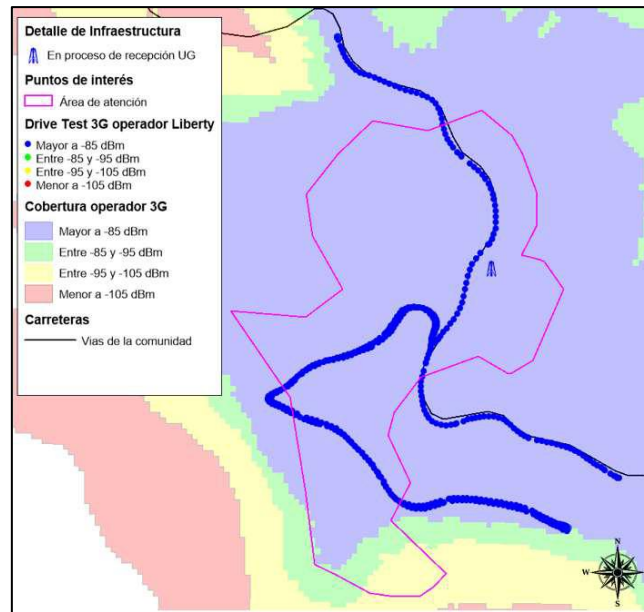 Detalle de Infraestructura
En proceso de recepción UG
Puntos de interés
Área de atención
Drive Test 3G operador Liberty
Mayor a -85 dBm
Entre -85 y -95 dBm
Entre -95 y -105 dBm
Menor a -105 dBm
Cobertura operador 3G
Mayor a -85 dBm
Entre -85 y -95 dBm
Entre -95 y -105 dBm
Menor a -105 dBm
Carreteras
Vias de la comunidad
N
W
E
S